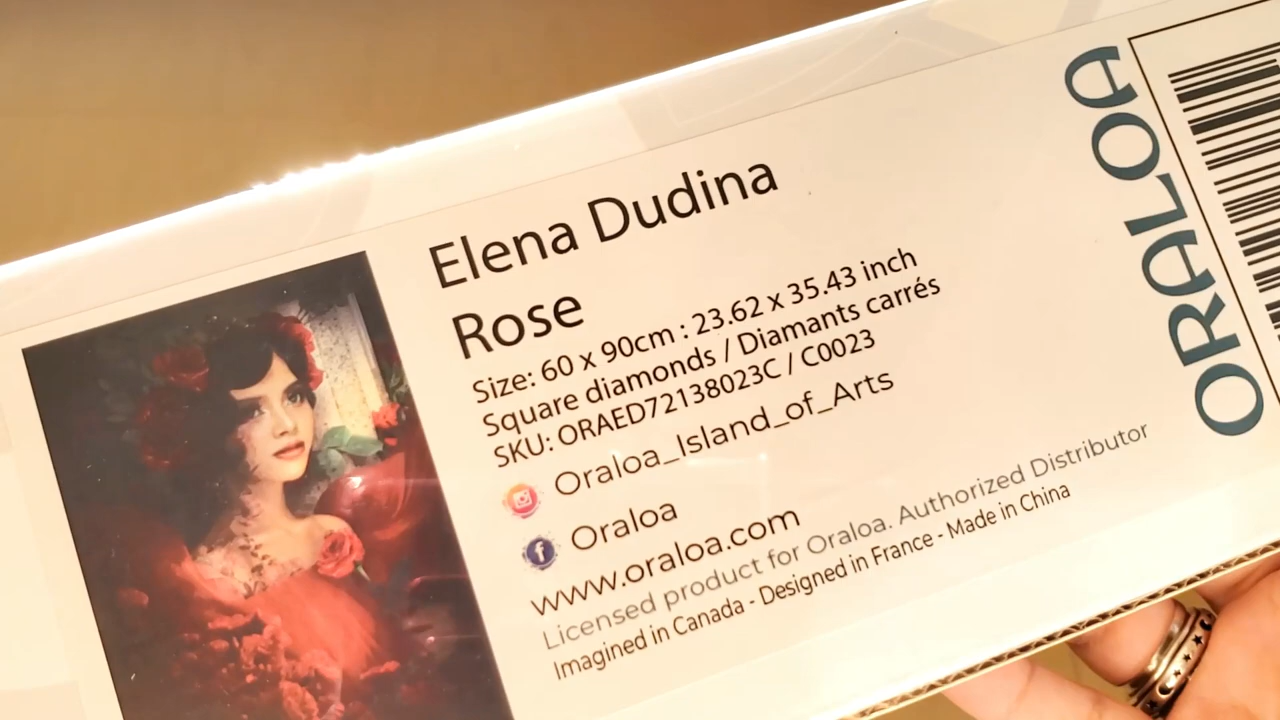 Elena Dudina
Rose
Size: 60 x 90cm : 23.62 x 35.43 inch
Square diamonds / Diamants carrés
SKU: ORAED72138023C / C0023
Oraloa_Island_of_Arts
Oraloa
www.oraloa.com
Licensed product for Oraloa. Authorized Distributor
Imagined in Canada - Designed in France - Made in China
ORALOA